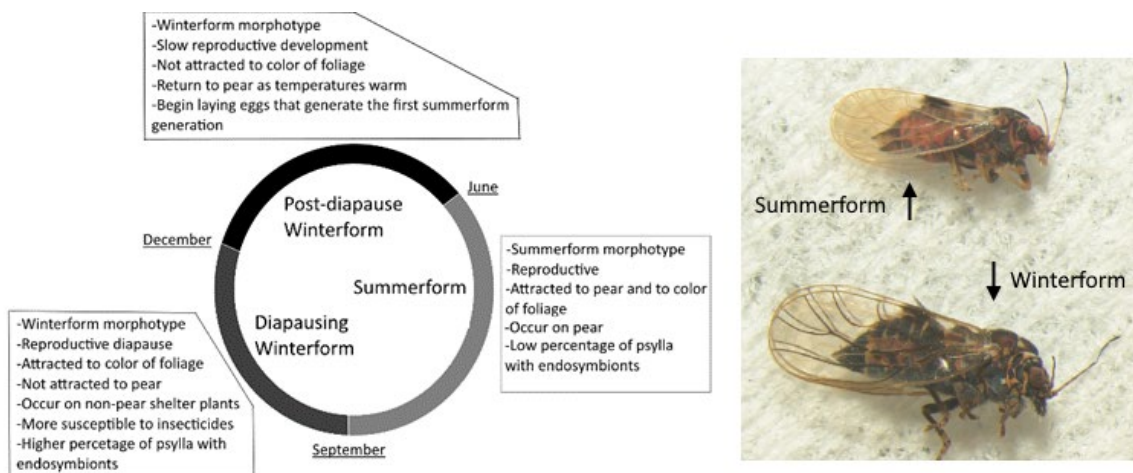 -Winterform morphotype
-Slow reproductive development
-Not attracted to color of foliage
-Return to pear as temperatures warm
-Begin laying eggs that generate the first summerform
generation
June
Post-diapause
Winterform
December
Summerform
Diapausing
Winterform
September
-Summerform morphotype
-Reproductive
-Attracted to pear and to color
of foliage
-Occur on pear
-Low percentage of psylla
with endosymbionts
-Winterform morphotype
-Reproductive diapause
-Attracted to color of foliage
-Not attracted to pear
-Occur on non-pear shelter plants
-More susceptible to insecticides
-Higher percetage of psylla with
endosymbionts
Summerform
Winterform